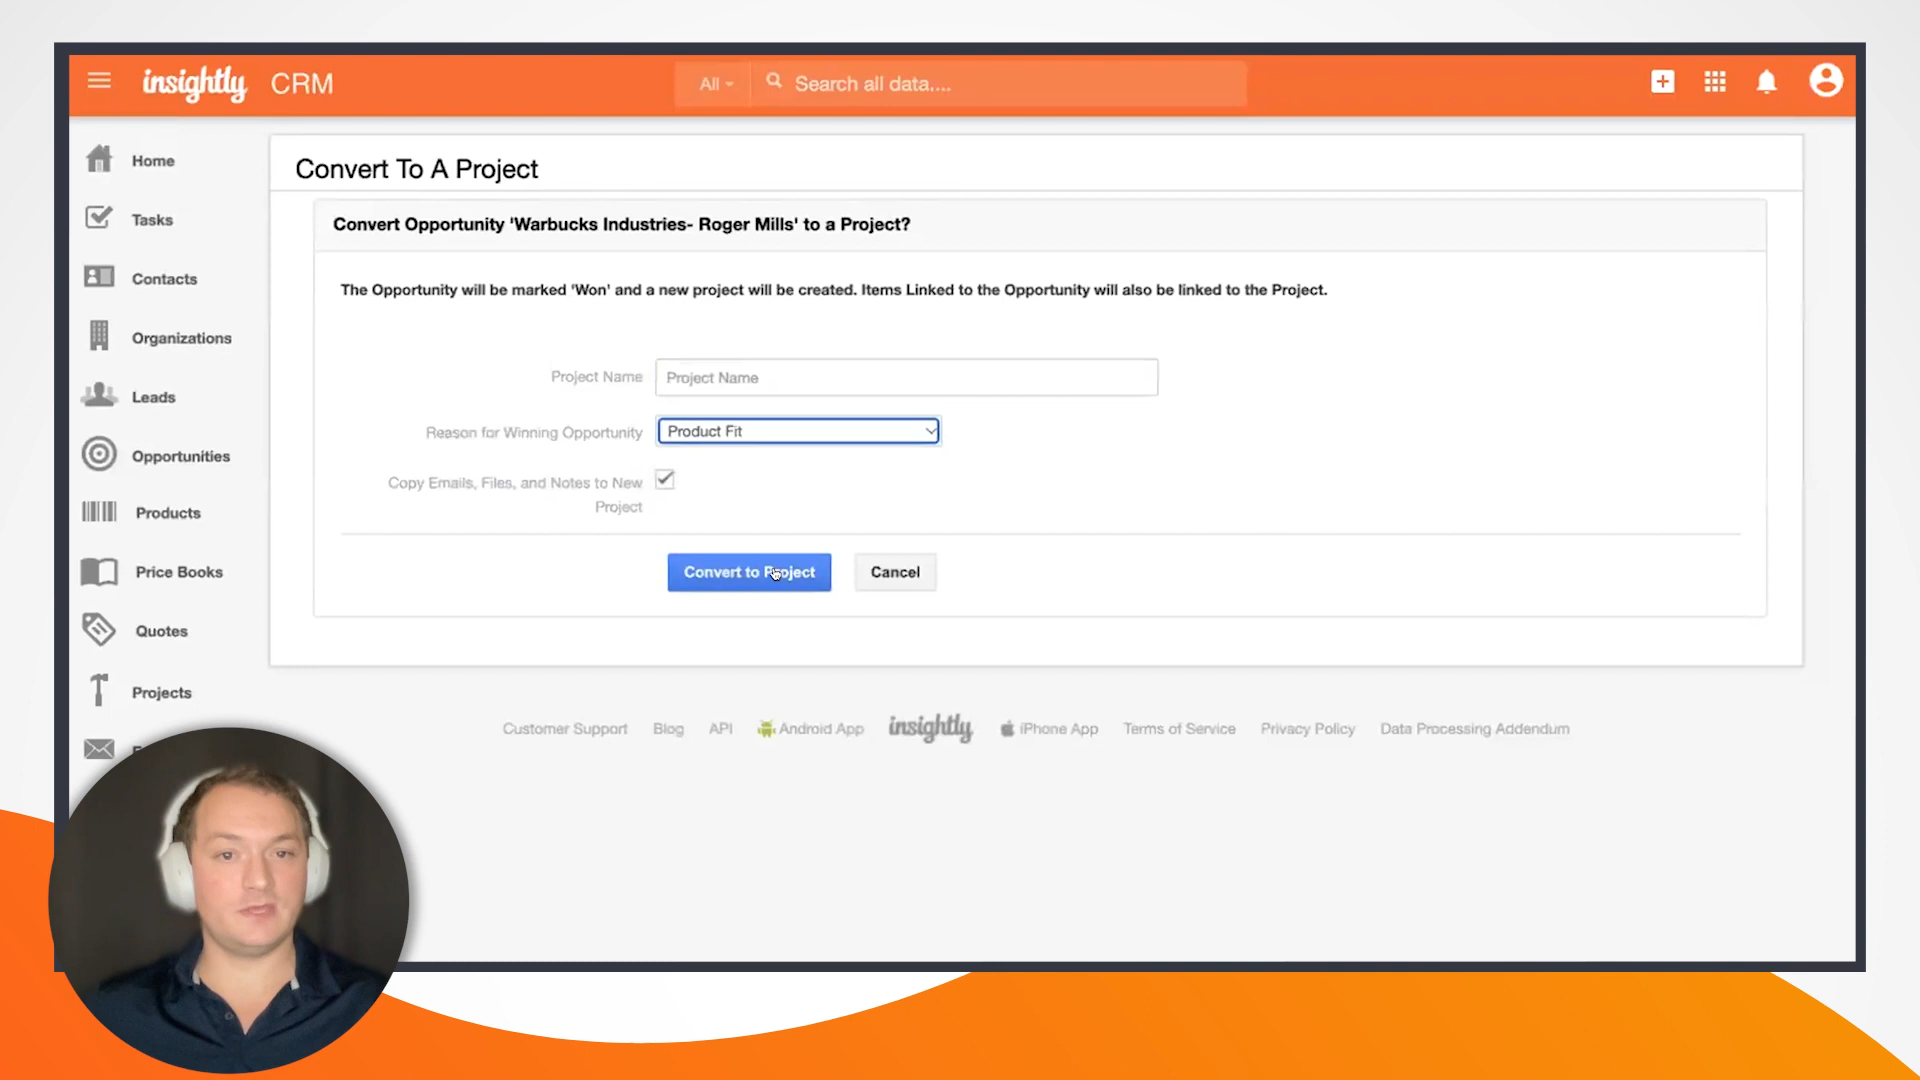 insightly CRM
All
Search all data....
Home
Tasks
Contacts
Organizations
Leads
Opportunities
Products
Price Books
Quotes
Projects
Convert To A Project
Convert Opportunity 'Warbucks Industries- Roger Mills' to a Project?
The Opportunity will be marked 'Won' and a new project will be created. Items Linked to the Opportunity will also be linked to the Project.
Project Name
Project Name
Reason for Winning Opportunity
Product Fit
Copy Emails, Files, and Notes to New
Project
Convert to Project
Cancel
Customer Support Blog API Android App insightly iPhone App Terms of Service Privacy Policy Data Processing Addendum